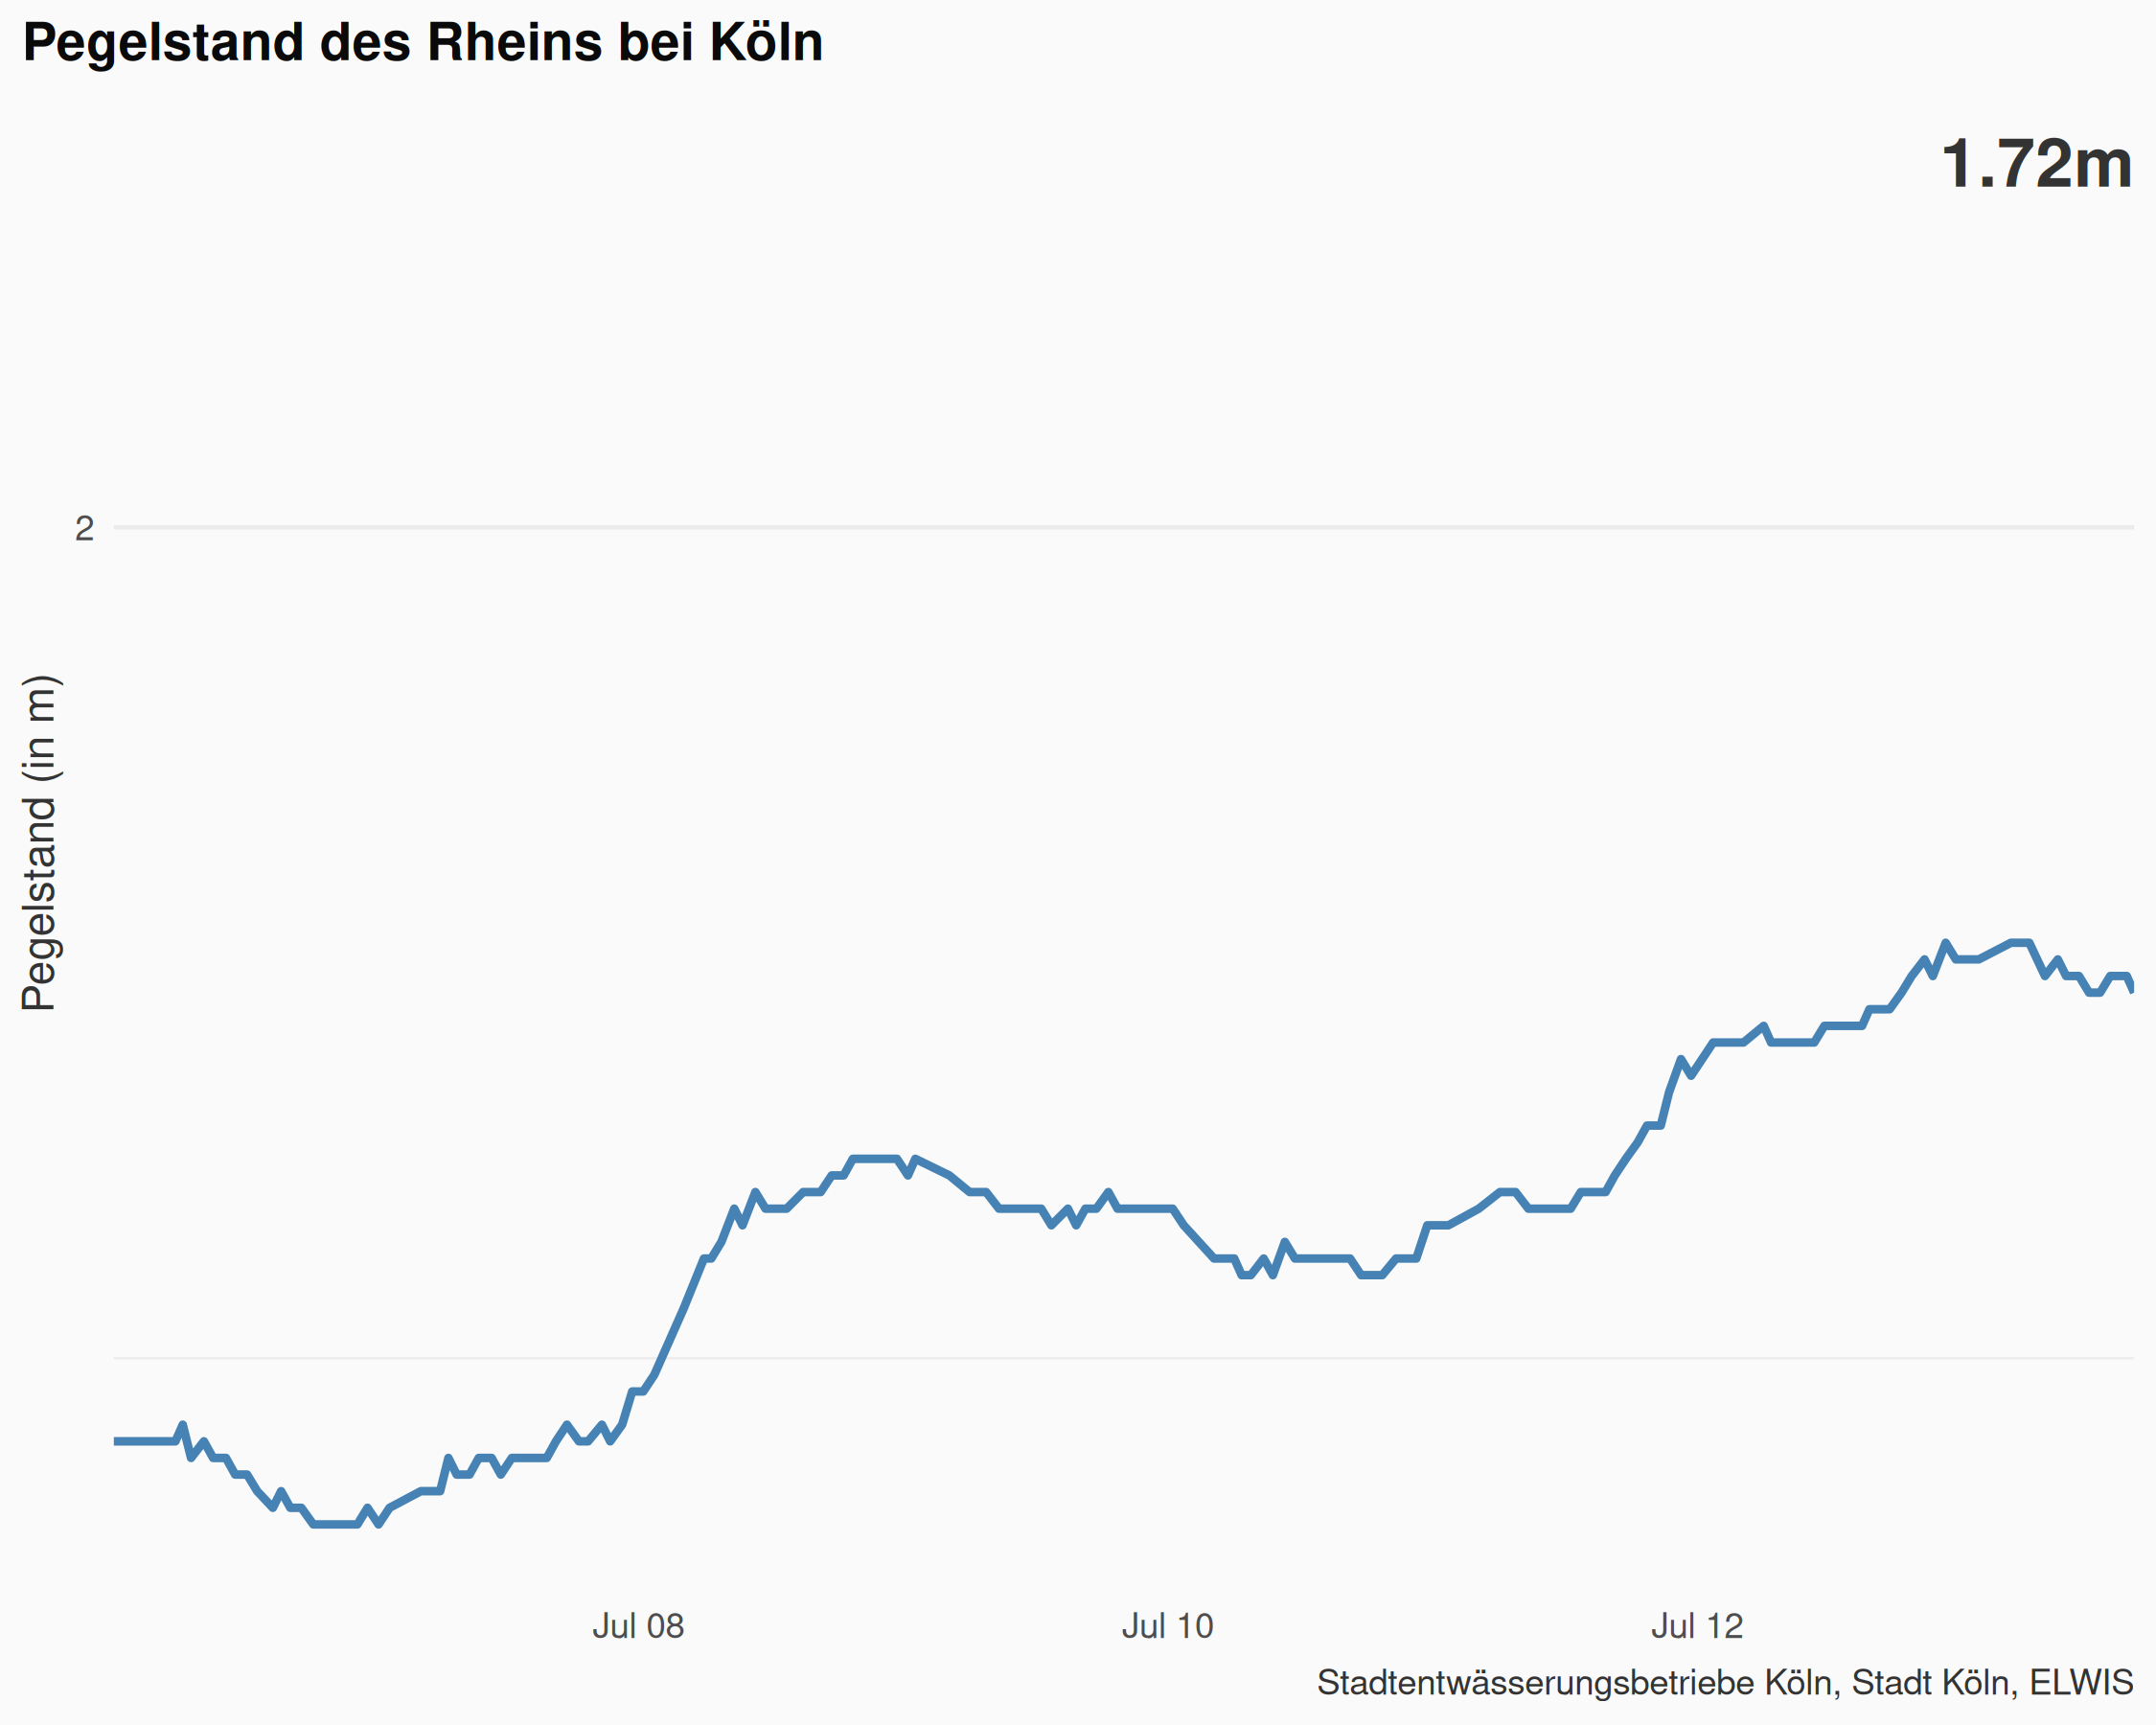 Pegelstand des Rheins bei Köln
1.72m
2
Pegelstand (in m)
Jul 08
Jul 10
Jul 12
Stadtentwässerungsbetriebe Köln, Stadt Köln, ELWIS